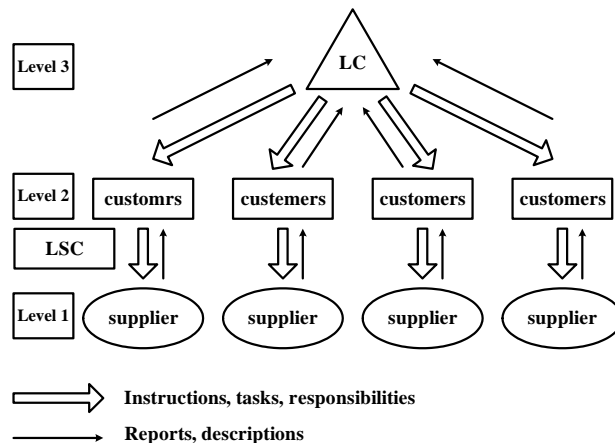 Level 3
LC
Level 2
customrs
custemers
customers
customers
LSC
Level 1
supplier
supplier
supplier
supplier
Instructions, tasks, responsibilities
Reports, descriptions